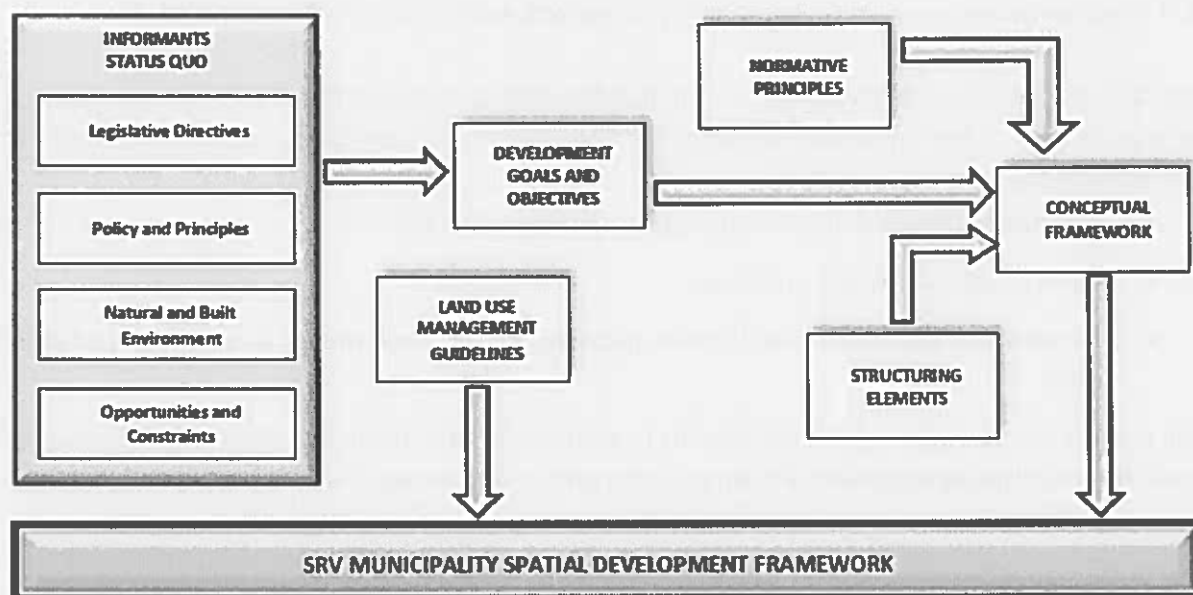 INFORMANTS
STATUS QUO
Legislative Directives
Policy and Principles
Natural and Built
Environment
Opportunities and
Constraints
DEVELOPMENT
GOALS AND
OBJECTIVES
LAND USE
MANAGEMENT
GUIDELINES
NORMATIVE
PRINCIPLES
CONCEPTUAL
FRAMEWORK
STRUCTURING
ELEMENTS
SRV MUNICIPALITY SPATIAL DEVELOPMENT FRAMEWORK